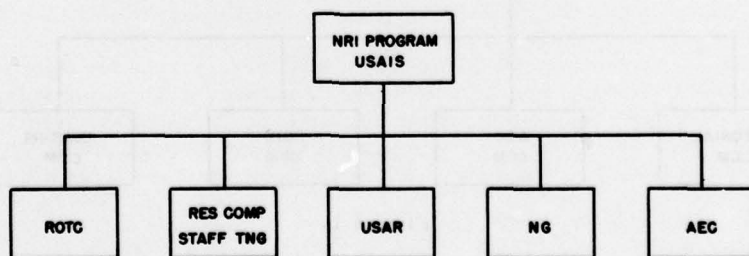 NRI PROGRAM
USAIS
ROTC
RES COMP
STAFF TNG
USAR
NG
AEC